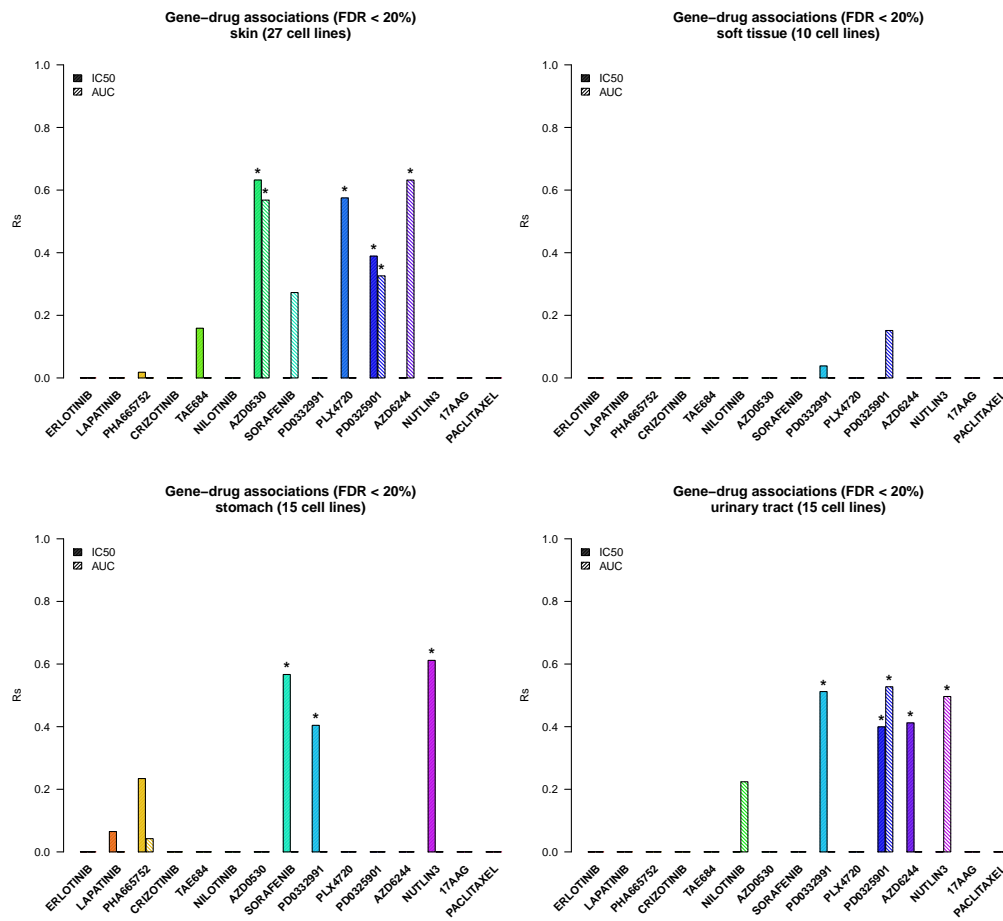 Gene−drug associations (FDR < 20%)
skin (27 cell lines)
1.0
0.8
0.6
0.4
0.2
0.0
Rs
IC50
AUC
*
*
*
*
*
*
ERLOTINIB
LAPATINIB
PHA665752
CRIZOTINIB
TAE684
NILOTINIB
AZD0530
SORAFENIB
PD0332991
PLX4720
PD0325901
AZD6244
NUTLIN3
17AAG
PACLITAXEL
Gene−drug associations (FDR < 20%)
soft tissue (10 cell lines)
1.0
0.8
0.6
0.4
0.2
0.0
Rs
IC50
AUC
ERLOTINIB
LAPATINIB
PHA665752
CRIZOTINIB
TAE684
NILOTINIB
AZD0530
SORAFENIB
PD0332991
PLX4720
PD0325901
AZD6244
NUTLIN3
17AAG
PACLITAXEL
Gene−drug associations (FDR < 20%)
stomach (15 cell lines)
1.0
0.8
0.6
0.4
0.2
0.0
Rs
IC50
AUC
*
*
*
ERLOTINIB
LAPATINIB
PHA665752
CRIZOTINIB
TAE684
NILOTINIB
AZD0530
SORAFENIB
PD0332991
PLX4720
PD0325901
AZD6244
NUTLIN3
17AAG
PACLITAXEL
Gene−drug associations (FDR < 20%)
urinary tract (15 cell lines)
1.0
0.8
0.6
0.4
0.2
0.0
Rs
IC50
AUC
*
*
*
*
*
ERLOTINIB
LAPATINIB
PHA665752
CRIZOTINIB
TAE684
NILOTINIB
AZD0530
SORAFENIB
PD0332991
PLX4720
PD0325901
AZD6244
NUTLIN3
17AAG
PACLITAXEL